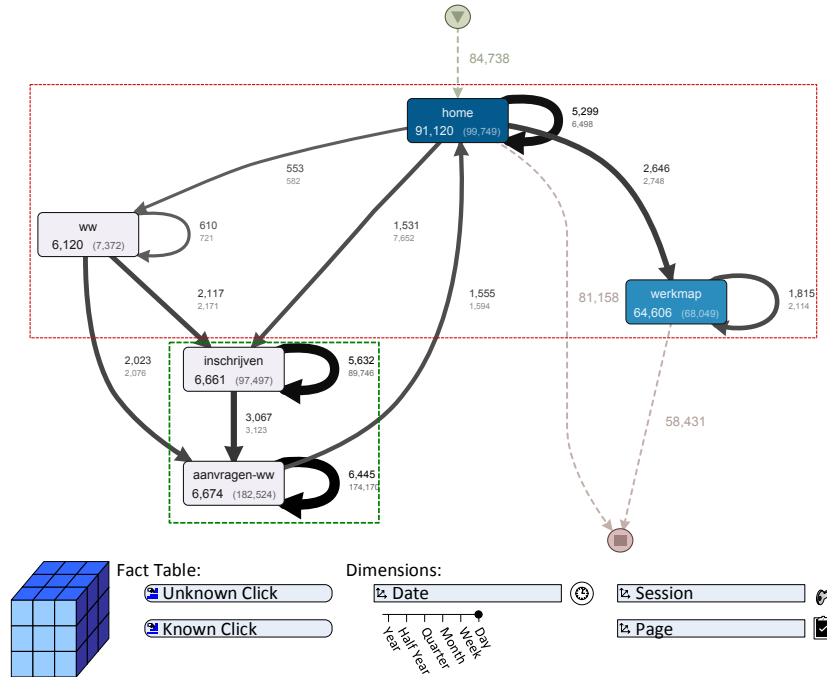 84,738
home
91,120 (99,749)
5,299
6,498
553
582
2,646
2,748
ww
6,120 (7,372)
610
721
1,531
7,652
1,555
1,594
81,158
werkmap
64,606 (68,049)
1,815
2,114
2,117
2,171
2,023
2,076
inschrijven
6,661 (97,497)
5,632
89,746
3,067
3,123
58,431
aanvragen-ww
6,674 (182,524)
6,445
174,170
Fact Table:
Unknown Click
Known Click
Dimensions:
Date
Year
Half Year
Quarter
Month
Week
Day
Session
Page